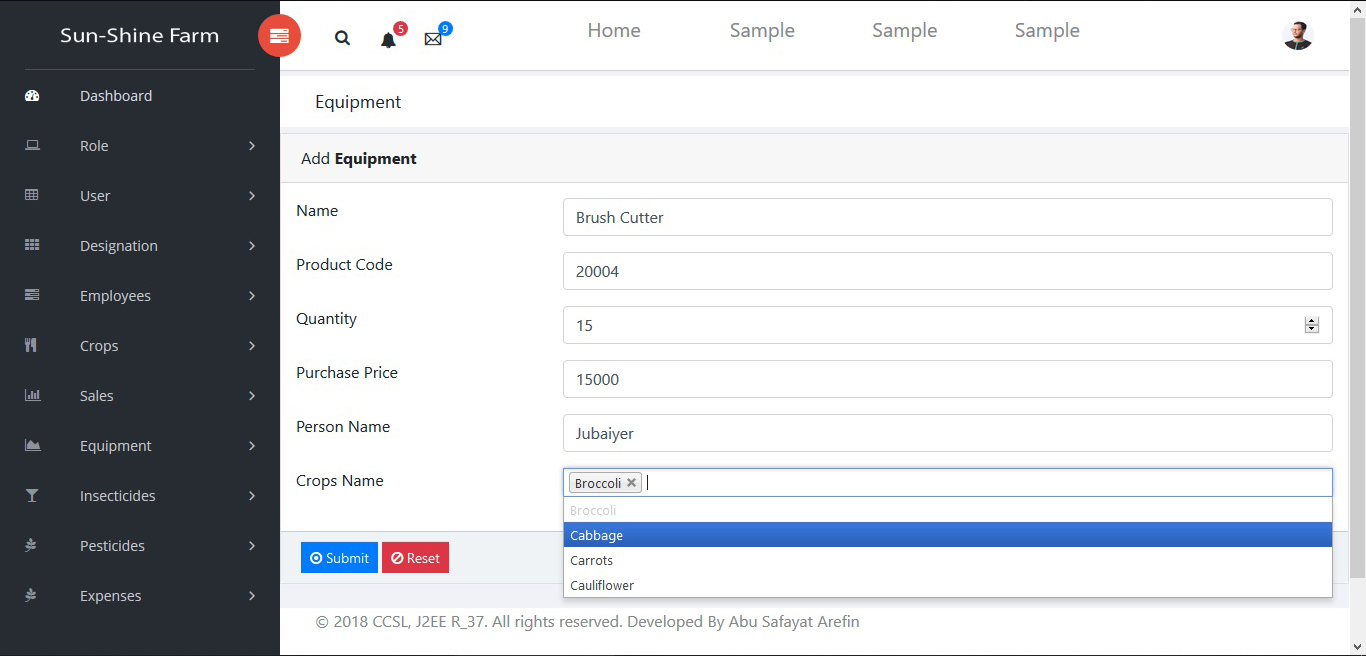 Sun-Shine Farm
5
9
Home
Sample
Sample
Sample
Dashboard
Role
User
Designation
Employees
Crops
Sales
Equipment
Insecticides
Pesticides
Expenses
Equipment
Add Equipment
Name
Brush Cutter
Product Code
20004
Quantity
15
Purchase Price
15000
Person Name
Jubaiyer
Crops Name
Broccoli
Broccoli
Cabbage
Carrots
Cauliflower
Submit
Reset
© 2018 CCSL, J2EE R_37. All rights reserved. Developed By Abu Safayat Arefin